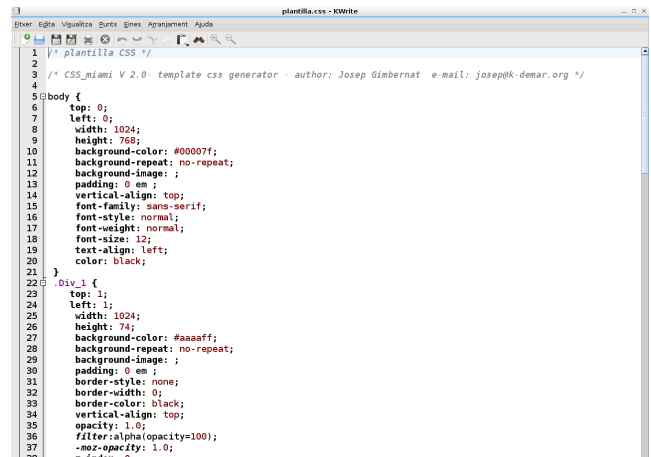 plantilla.css - KWrite
Fitxer Edita Visualitza Punts Eines Arranjament Ajuda
1 /* plantilla CSS */
2
3 /* CSS_miami V 2.0- template css generator - author: Josep Gimbernat e-mail: josep@k-demar.org */
4
5 body {
6 top: 0;
7 left: 0;
8 width: 1024;
9 height: 768;
10 background-color: #00007f;
11 background-repeat: no-repeat;
12 background-image: ;
13 padding: 0 em ;
14 vertical-align: top;
15 font-family: sans-serif;
16 font-style: normal;
17 font-weight: normal;
18 font-size: 12;
19 text-align: left;
20 color: black;
21 }
22 .Div_1 {
23 top: 1;
24 left: 1;
25 width: 1024;
26 height: 74;
27 background-color: #aaaaff;
28 background-repeat: no-repeat;
29 background-image: ;
30 padding: 0 em ;
31 border-style: none;
32 border-width: 0;
33 border-color: black;
34 vertical-align: top;
35 opacity: 1.0;
36 filter:alpha(opacity=100);
37 -moz-opacity: 1.0;